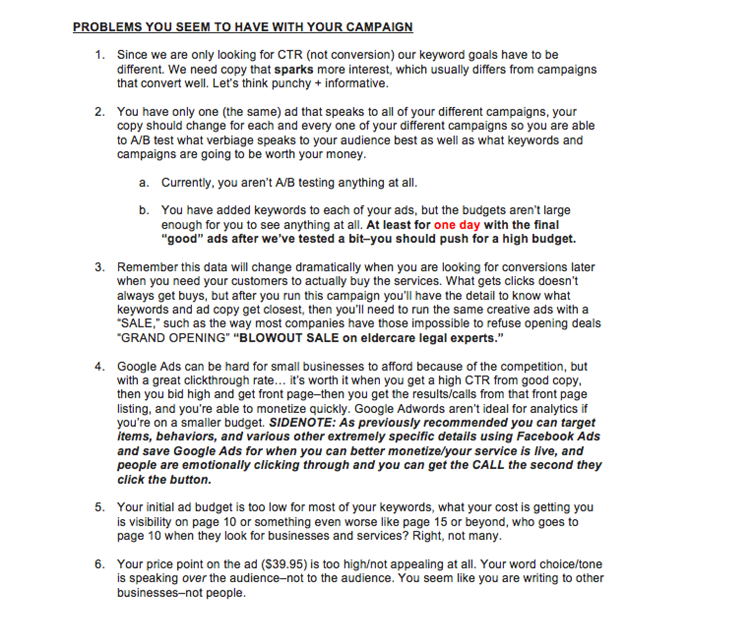 PROBLEMS YOU SEEM TO HAVE WITH YOUR CAMPAIGN
1. Since we are only looking for CTR (not conversion) our keyword goals have to be
different. We need copy that sparks more interest, which usually differs from campaigns
that convert well. Let's think punchy + informative.
2. You have only one (the same) ad that speaks to all of your different campaigns, your
copy should change for each and every one of your different campaigns so you are able
to A/B test what verbiage speaks to your audience best as well as what keywords and
campaigns are going to be worth your money.
a. Currently, you aren't A/B testing anything at all.
b. You have added keywords to each of your ads, but the budgets aren't large
enough for you to see anything at all. At least for one day with the final
"good" ads after we've tested a bit–you should push for a high budget.
3. Remember this data will change dramatically when you are looking for conversions later
when you need your customers to actually buy the services. What gets clicks doesn't
always get buys, but after you run this campaign you'll have the detail to know what
keywords and ad copy get closest, then you'll need to run the same creative ads with a
"SALE," such as the way most companies have those impossible to refuse opening deals
"GRAND OPENING" "BLOWOUT SALE on eldercare legal experts."
4. Google Ads can be hard for small businesses to afford because of the competition, but
with a great clickthrough rate… it's worth it when you get a high CTR from good copy,
then you bid high and get front page–then you get the results/calls from that front page
listing, and you're able to monetize quickly. Google Adwords aren't ideal for analytics if
you're on a smaller budget. SIDENOTE: As previously recommended you can target
items, behaviors, and various other extremely specific details using Facebook Ads
and save Google Ads for when you can better monetize/your service is live, and
people are emotionally clicking through and you can get the CALL the second they
click the button.
5. Your initial ad budget is too low for most of your keywords, what your cost is getting you
is visibility on page 10 or something even worse like page 15 or beyond, who goes to
page 10 when they look for businesses and services? Right, not many.
6. Your price point on the ad ($39.95) is too high/not appealing at all. Your word choice/tone
is speaking over the audience–not to the audience. You seem like you are writing to other
businesses–not people.